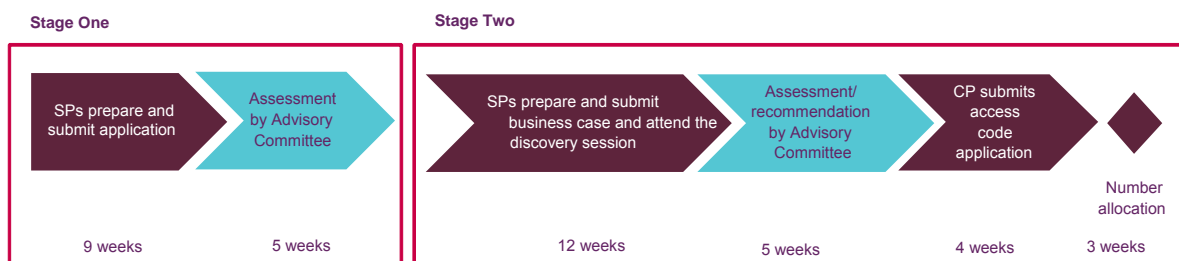 Stage One
Stage Two
SPs prepare and
submit application
Assessment
by Advisory
Committee
SPs prepare and submit
business case and attend the
discovery session
Assessment/
recommendation
by Advisory
Committee
CP submits
access
code
application
Number
allocation
9 weeks
5 weeks
12 weeks
5 weeks
4 weeks
3 weeks